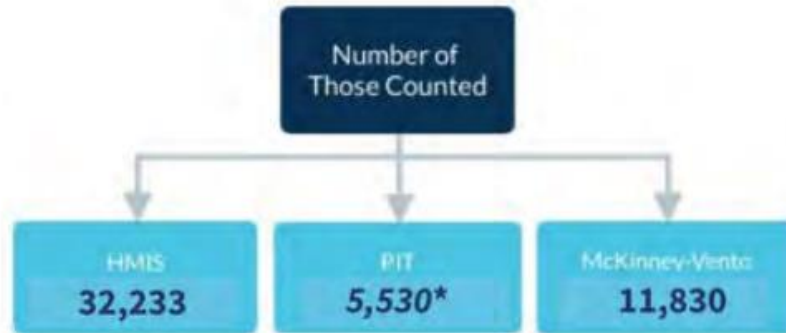 Number of
Those Counted
HMIS
PIT
McKinney-Vento
32,233
5,530*
11,830